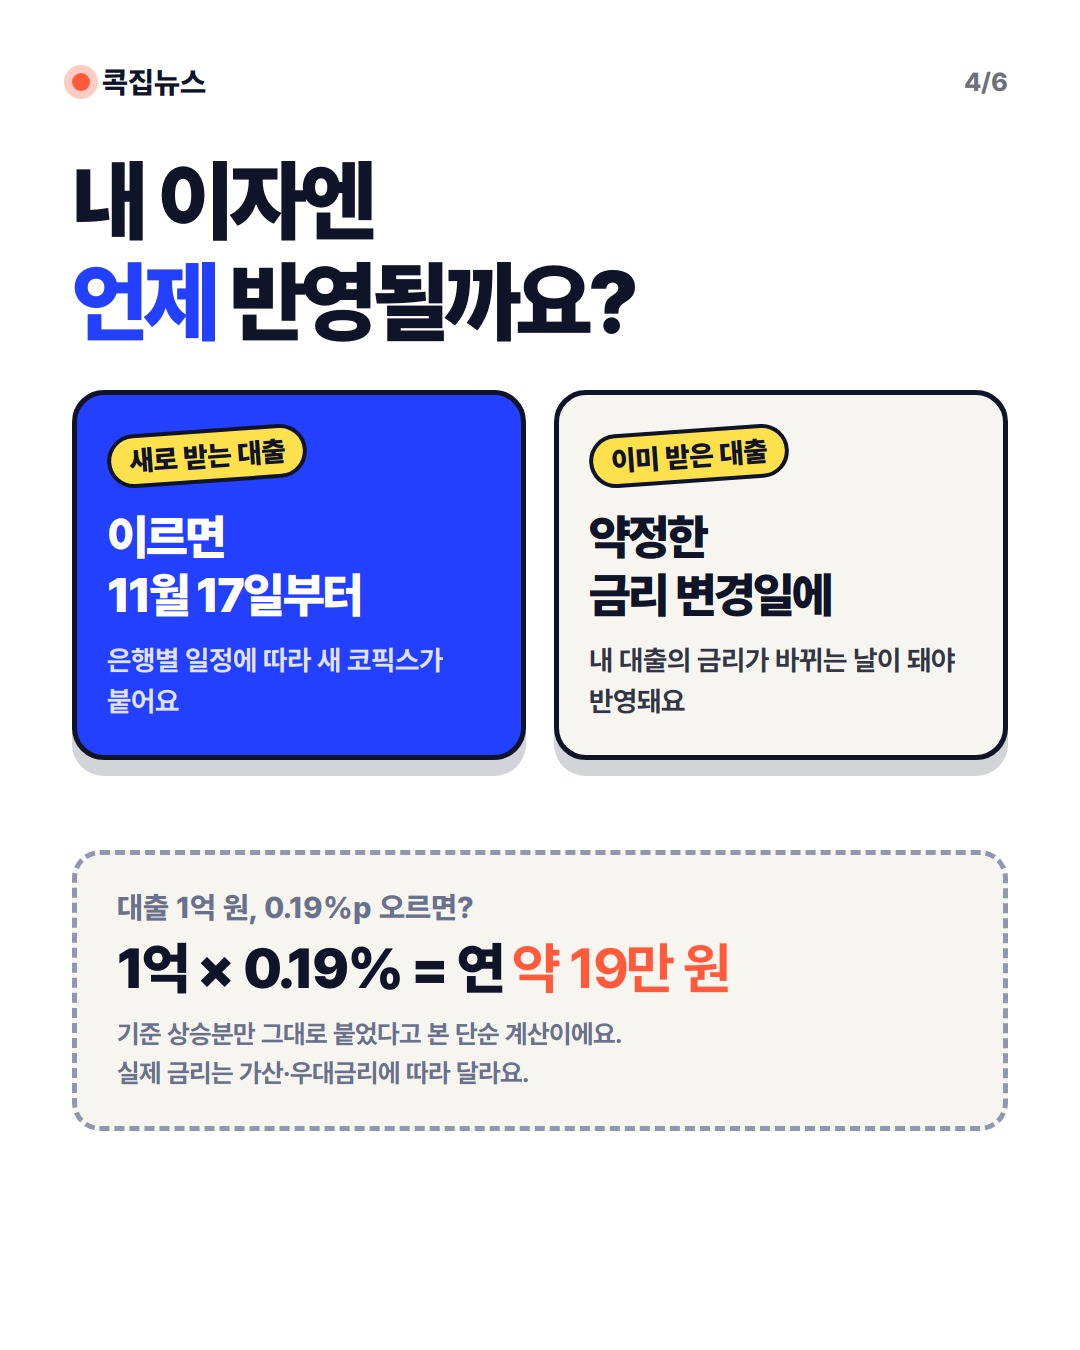 콕집뉴스
4/6
내 이자엔
언제 반영될까요?
새로 받는 대출
이르면
11월 17일부터
은행별 일정에 따라 새 코픽스가
붙어요
이미 받은 대출
약정한
금리 변경일에
내 대출의 금리가 바뀌는 날이 돼야
반영돼요
대출 1억 원, 0.19%p 오르면?
1억 × 0.19% = 연 약 19만 원
기준 상승분만 그대로 붙었다고 본 단순 계산이에요.
실제 금리는 가산·우대금리에 따라 달라요.